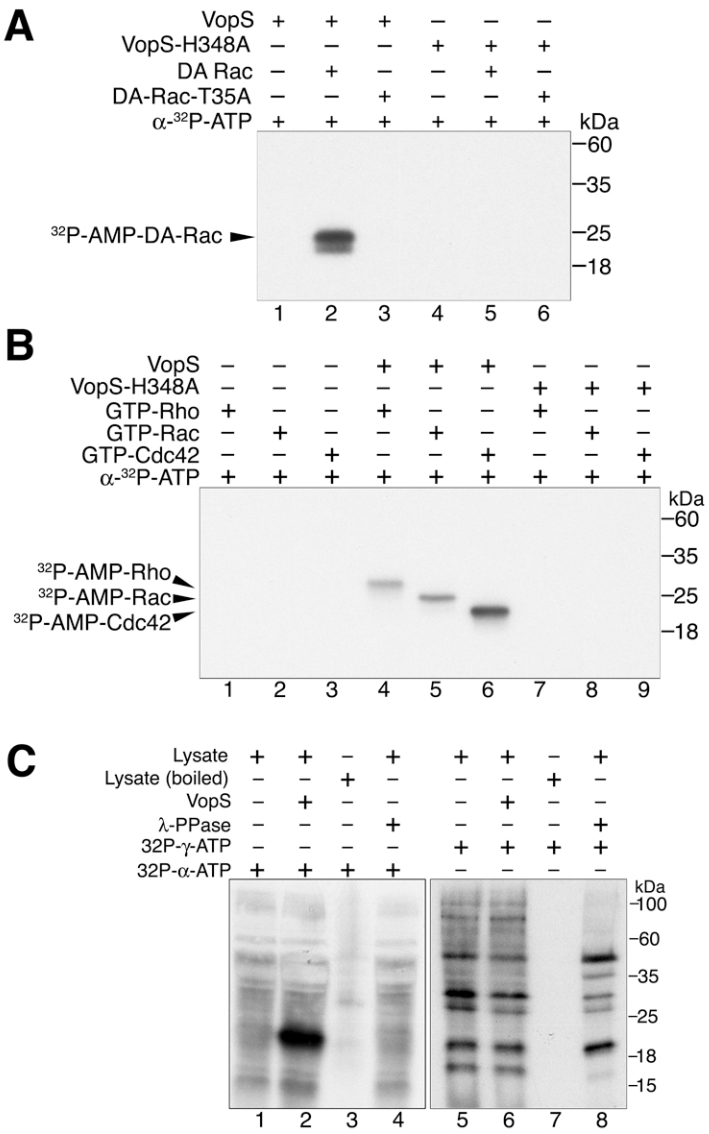 A
VopS + + + − − −
VopS-H348A − − − + + +
DA Rac − + − − + −
DA-Rac-T35A − − + − − +
α-³²P-ATP + + + + + + kDa
−60
−35
³²P-AMP-DA-Rac −25
−18
1 2 3 4 5 6
B
VopS − − − + + + − − −
VopS-H348A − − − − − − + + +
GTP-Rho + − − + − − + − −
GTP-Rac − + − − + − − + −
GTP-Cdc42 − − + − − + − − +
α-³²P-ATP + + + + + + + + +
kDa
−60
−35
³²P-AMP-Rho
³²P-AMP-Rac −25
³²P-AMP-Cdc42
−18
1 2 3 4 5 6 7 8 9
C
Lysate + + − + + + − +
Lysate (boiled) − − + − − − + −
VopS − + − − − + − −
λ-PPase − − − + − − − +
32P-γ-ATP − − − − + + + +
32P-α-ATP + + + + − − − −
kDa
−100
−60
−35
−25
−18
−15
1 2 3 4 5 6 7 8